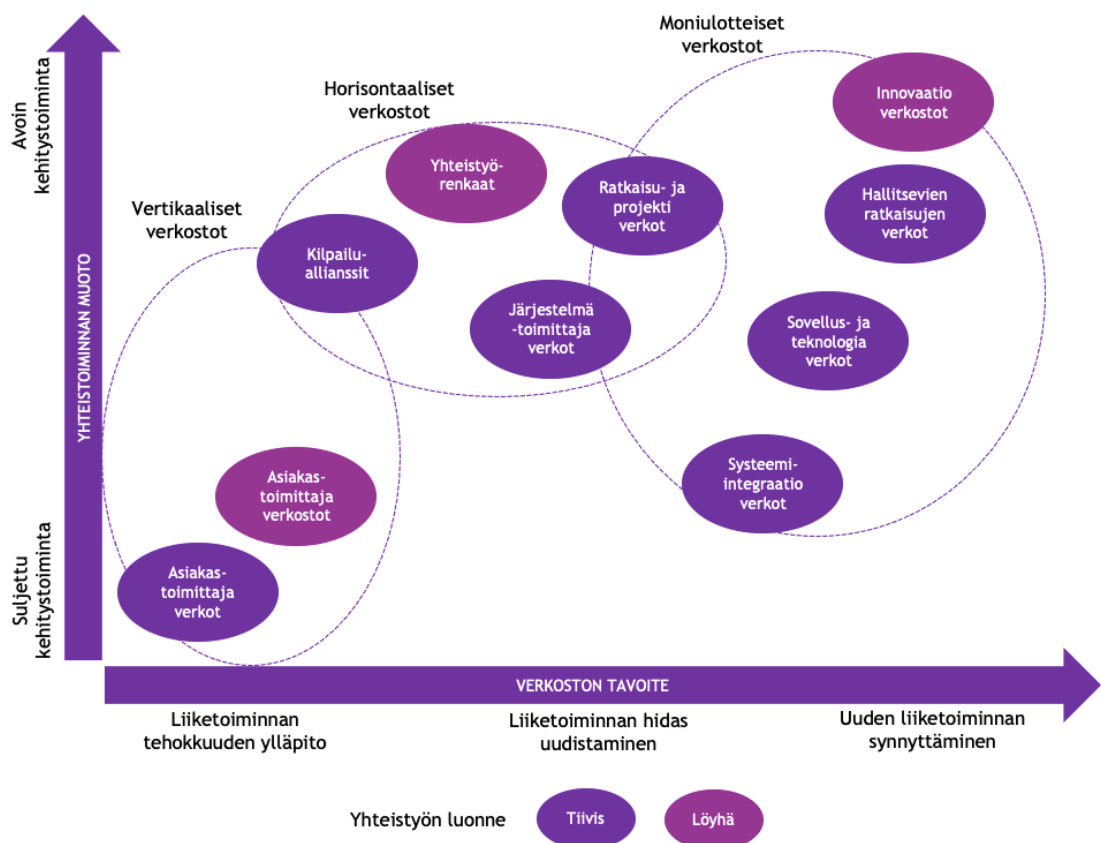 Moniulotteiset
verkostot
Horisontaaliset
verkostot
Vertikaaliset
verkostot
Avoin
kehitystoiminta
YHTEISTOIMINNAN MUOTO
Suljettu
kehitystoiminta
Innovaatio
verkostot
Yhteistyö-
renkaat
Ratkaisu- ja
projekti
verkot
Hallitsevien
ratkaisujen
verkot
Kilpailu-
allianssit
Järjestelmä
-toimittaja
verkot
Sovellus- ja
teknologia
verkot
Asiakas-
toimittaja
verkostot
Systeemi-
integraatio
verkot
Asiakas-
toimittaja
verkot
VERKOSTON TAVOITE
Liiketoiminnan
tehokkuuden ylläpito
Liiketoiminnan hidas
uudistaminen
Uuden liiketoiminnan
synnyttäminen
Yhteistyön luonne
Tiivis
Löyhä